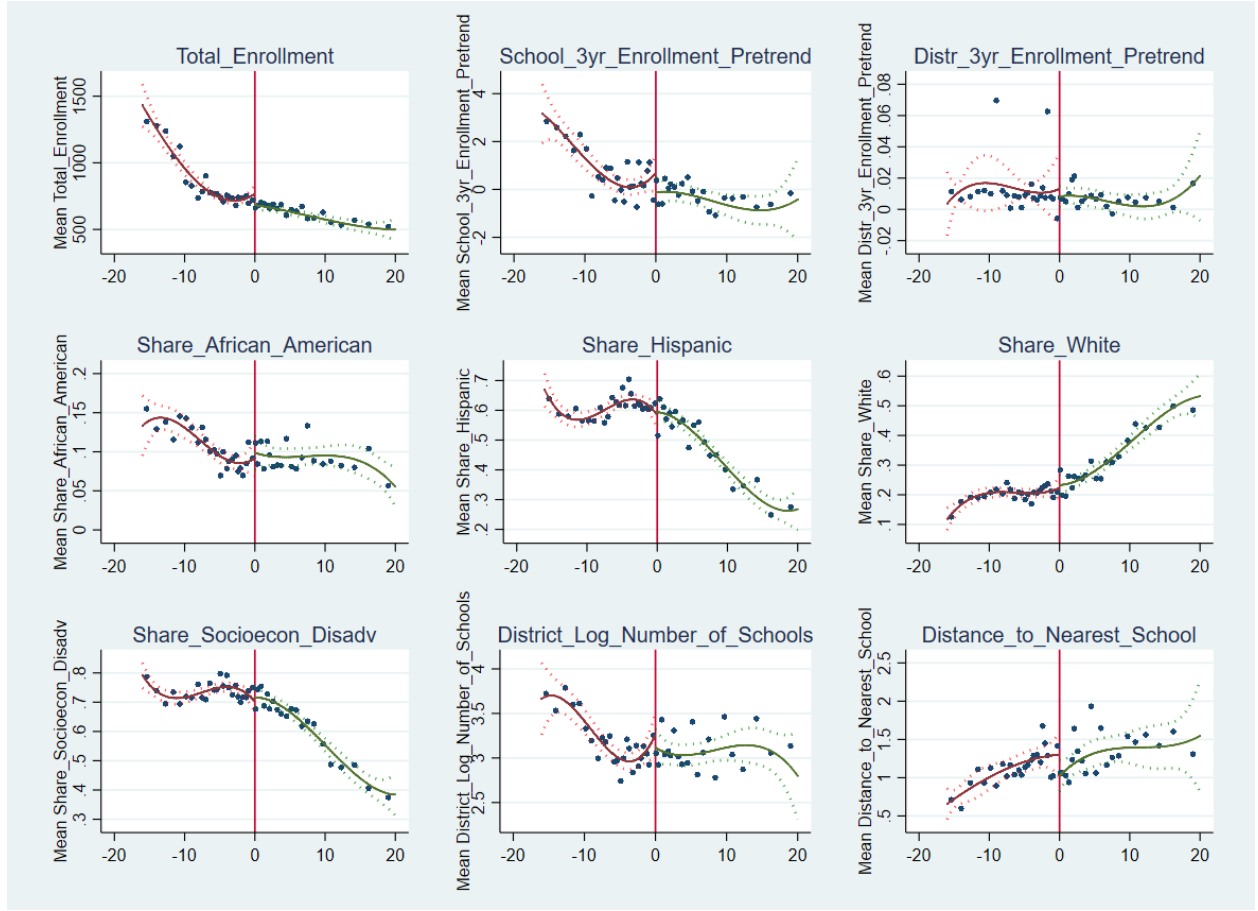 Total_Enrollment
Mean Total_Enrollment
500 1000 1500
-20 -10 0 10 20
School_3yr_Enrollment_Pretrend
Mean School_3yr_Enrollment_Pretrend
-2 0 2 4
-20 -10 0 10 20
Distr_3yr_Enrollment_Pretrend
Mean Distr_3yr_Enrollment_Pretrend
-.02 0 .02 .04 .06 .08
-20 -10 0 10 20
Share_African_American
Mean Share_African_American
0 .05 .1 .15 .2
-20 -10 0 10 20
Share_Hispanic
Mean Share_Hispanic
.2 .3 .4 .5 .6 .7
-20 -10 0 10 20
Share_White
Mean Share_White
.1 .2 .3 .4 .5 .6
-20 -10 0 10 20
Share_Socioecon_Disadv
Mean Share_Socioecon_Disadv
.3 .4 .5 .6 .7 .8
-20 -10 0 10 20
District_Log_Number_of_Schools
Mean District_Log_Number_of_Schools
2.5 3 3.5 4
-20 -10 0 10 20
Distance_to_Nearest_School
Mean Distance_to_Nearest_School
.5 1 1.5 2 2.5
-20 -10 0 10 20